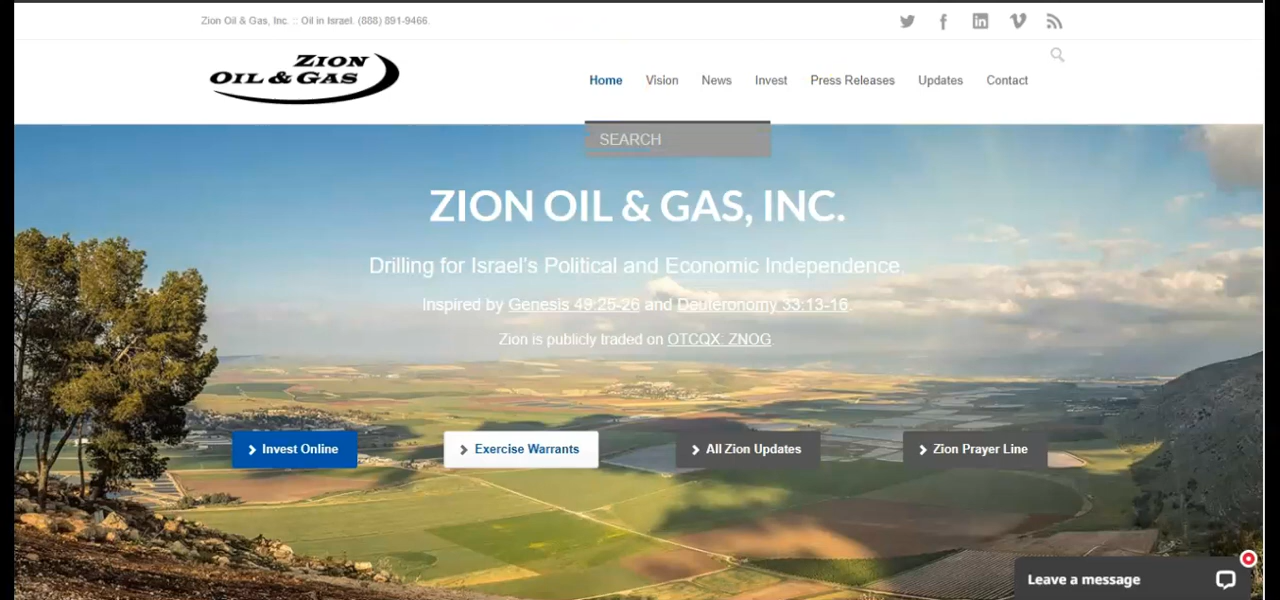 Zion Oil & Gas, Inc. :: Oil in Israel. (888) 891-9466.
ZION
OIL & GAS
Home Vision News Invest Press Releases Updates Contact
SEARCH
ZION OIL & GAS, INC.
Drilling for Israel's Political and Economic Independence.
Inspired by Genesis 49:25-26 and Deuteronomy 33:13-16.
Zion is publicly traded on OTCQX: ZNOG.
Invest Online
Exercise Warrants
All Zion Updates
Zion Prayer Line
Leave a message